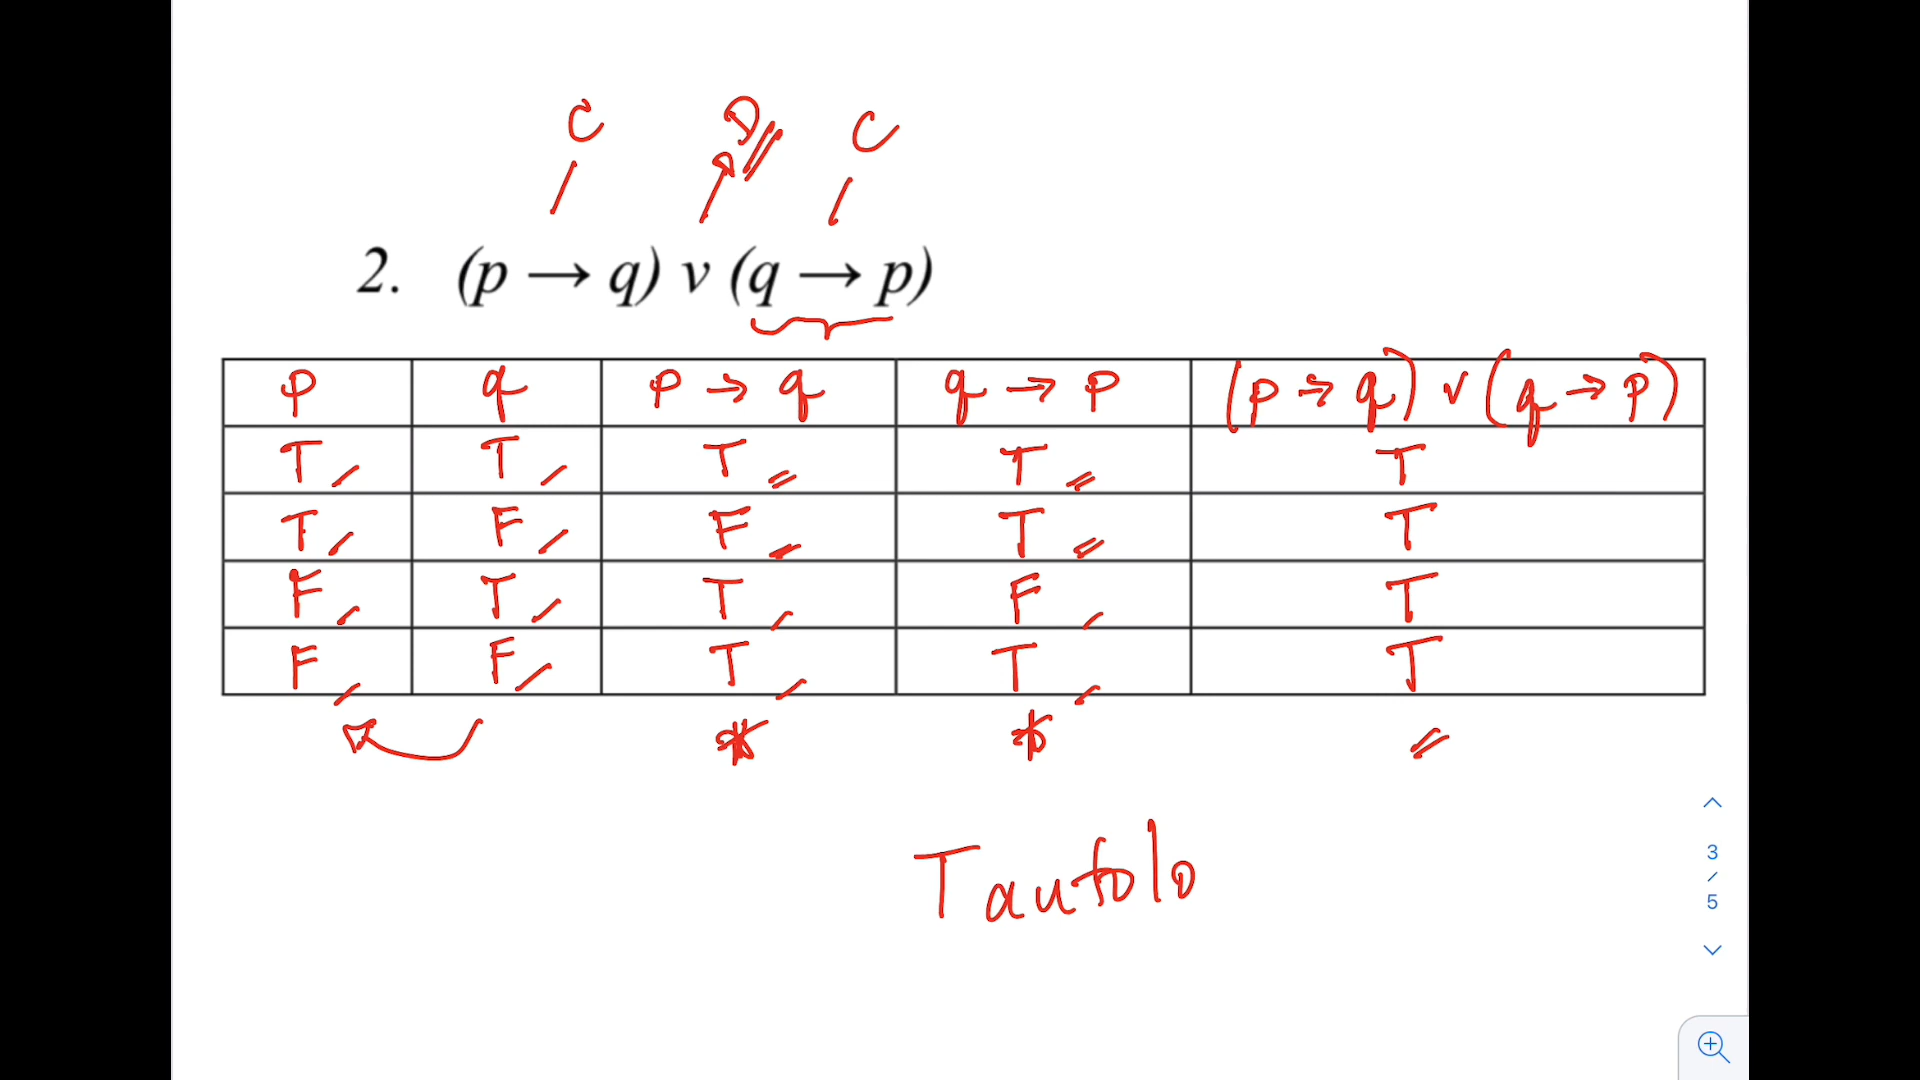 C D C
2. (p → q) v (q → p)
p q p → q q → p (p → q) v (q → p)
T T T T T
T F F T T
F T T F T
F F T T T
* *
Tautolo
3
/
5